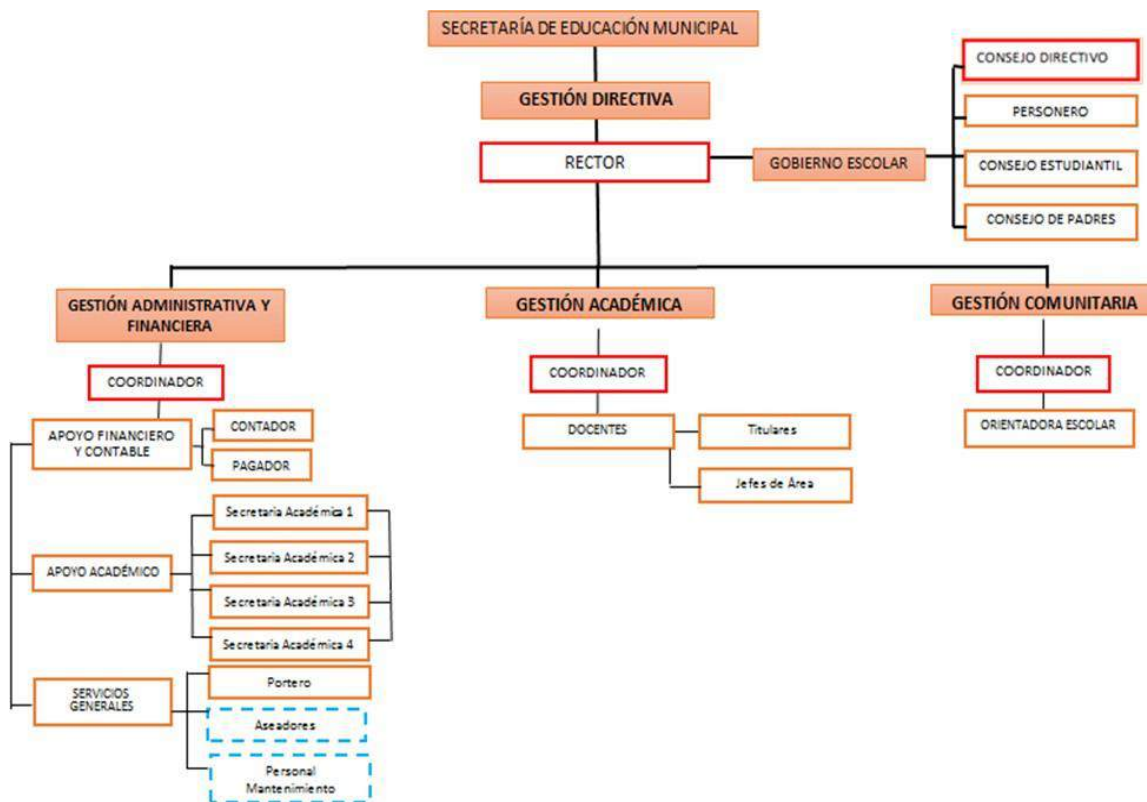 SECRETARÍA DE EDUCACIÓN MUNICIPAL
GESTIÓN DIRECTIVA
RECTOR
GOBIERNO ESCOLAR
CONSEJO DIRECTIVO
PERSONERO
CONSEJO ESTUDIANTIL
CONSEJO DE PADRES
GESTIÓN ADMINISTRATIVA Y
FINANCIERA
COORDINADOR
APOYO FINANCIERO
Y CONTABLE
CONTADOR
PAGADOR
APOYO ACADÉMICO
Secretaria Académica 1
Secretaria Académica 2
Secretaria Académica 3
Secretaria Académica 4
SERVICIOS
GENERALES
Portero
Aseadores
Personal
Mantenimiento
GESTIÓN ACADÉMICA
COORDINADOR
DOCENTES
Titulares
Jefes de Área
GESTIÓN COMUNITARIA
COORDINADOR
ORIENTADORA ESCOLAR